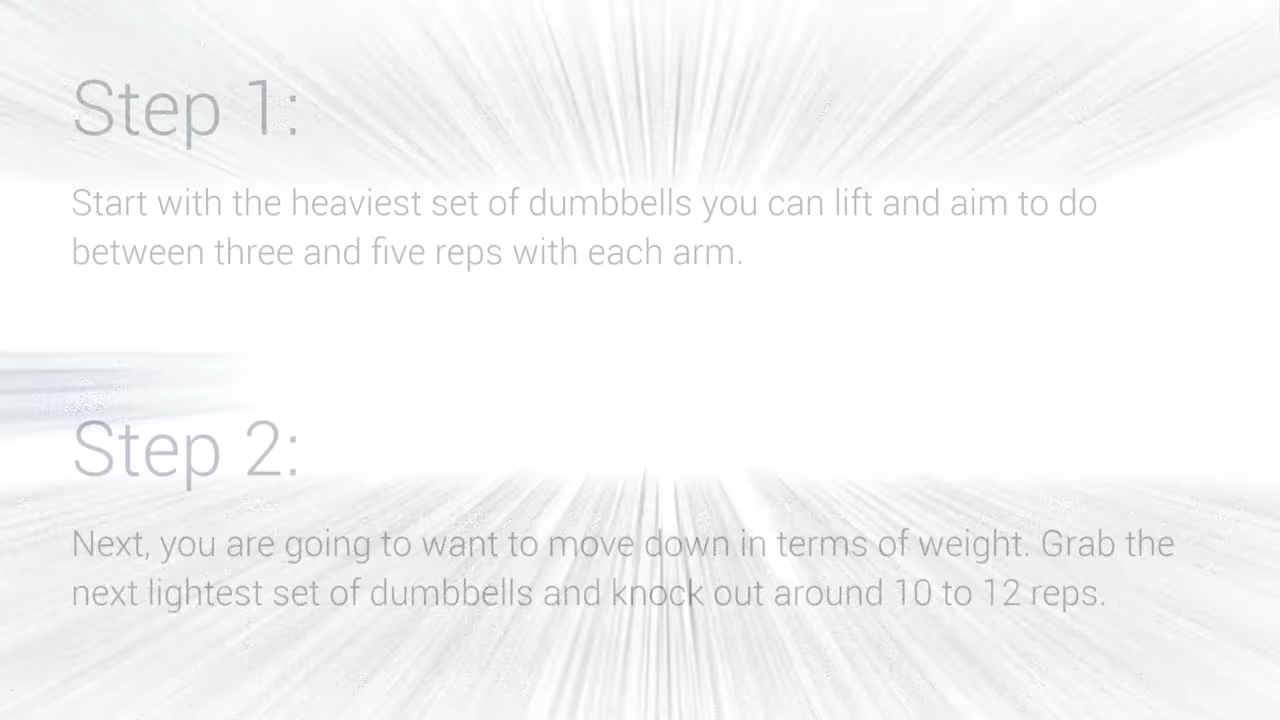 Step 1:
Start with the heaviest set of dumbbells you can lift and aim to do
between three and five reps with each arm.
Step 2:
Next, you are going to want to move down in terms of weight. Grab the
next lightest set of dumbbells and knock out around 10 to 12 reps.